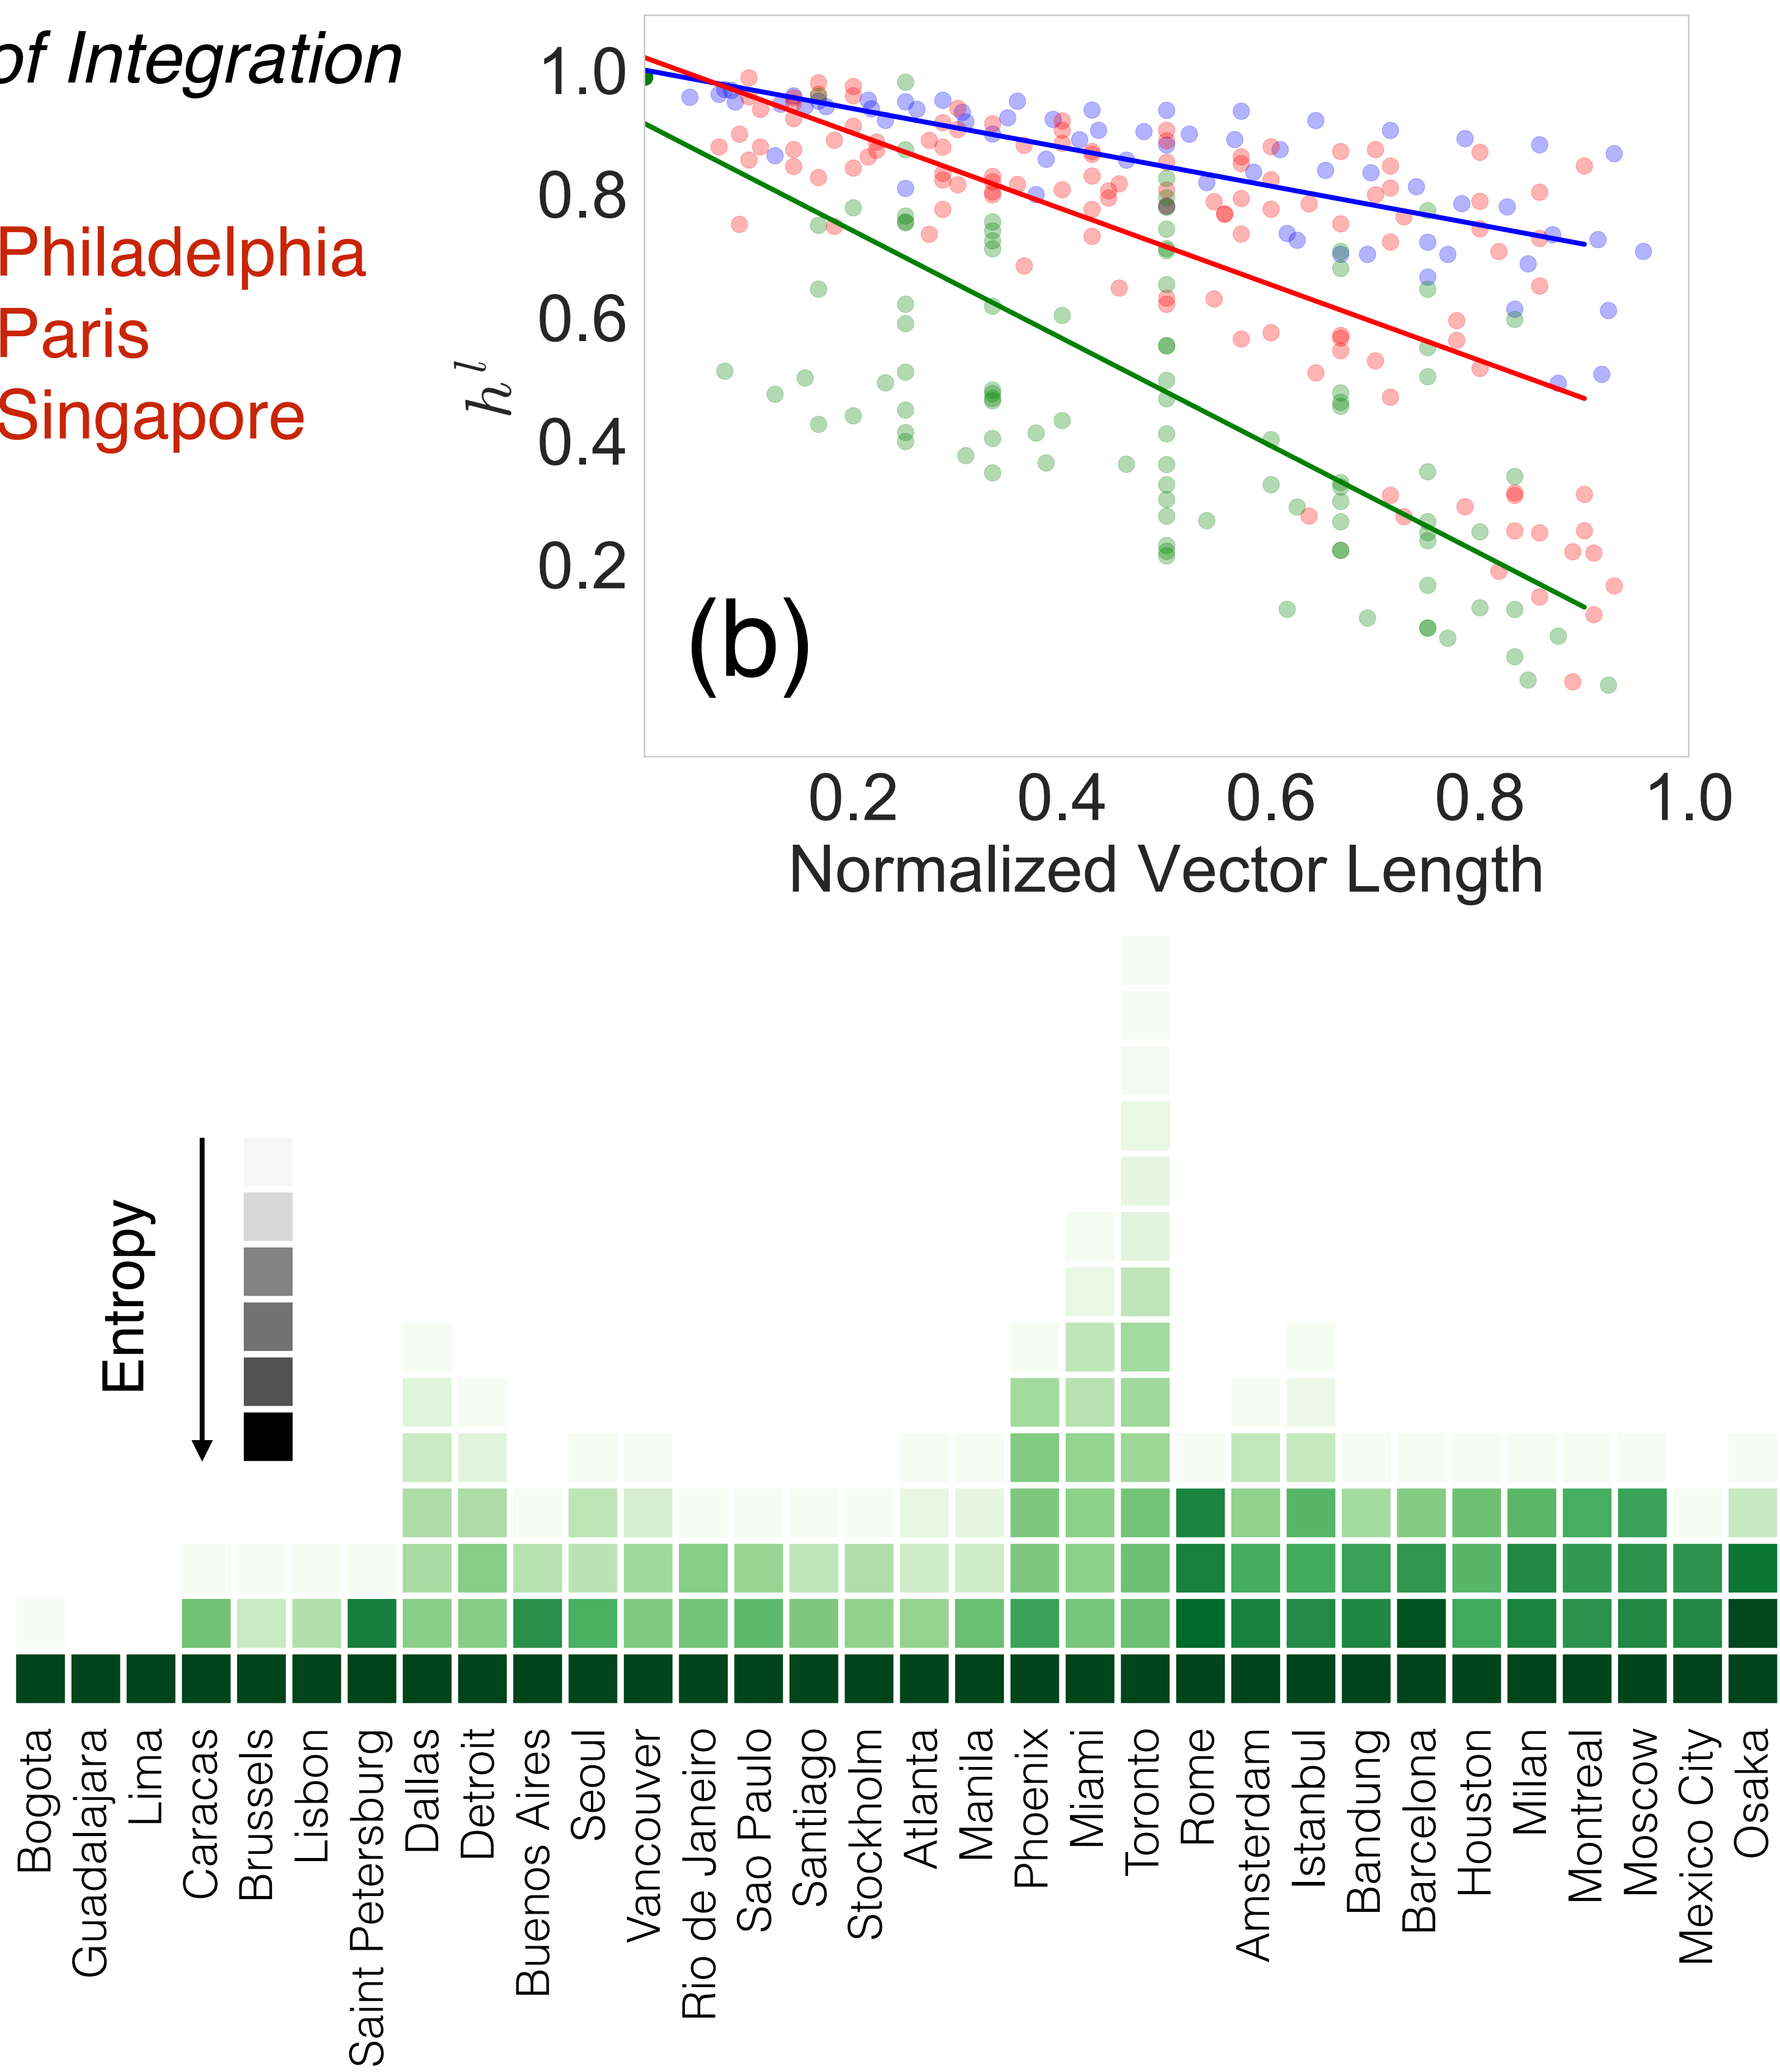 of Integration
Philadelphia
Paris
Singapore
1.0
0.8
0.6
0.4
0.2
h^l
(b)
0.2 0.4 0.6 0.8 1.0
Normalized Vector Length
Entropy
Bogota
Guadalajara
Lima
Caracas
Brussels
Lisbon
Saint Petersburg
Dallas
Detroit
Buenos Aires
Seoul
Vancouver
Rio de Janeiro
Sao Paulo
Santiago
Stockholm
Atlanta
Manila
Phoenix
Miami
Toronto
Rome
Amsterdam
Istanbul
Bandung
Barcelona
Houston
Milan
Montreal
Moscow
Mexico City
Osaka